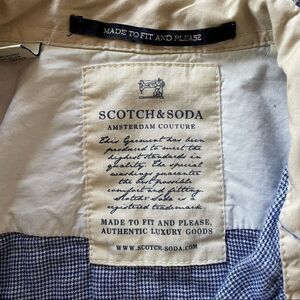 MADE TO FIT AND PLEASE
SCOTCH & SODA
AMSTERDAM COUTURE
This Garment has been
produced to meet the
highest standards in
quality. The special
washings guarantee
the best possible
comfort and fitting.
Scotch & Soda is a
registered trademark.
MADE TO FIT AND PLEASE,
AUTHENTIC LUXURY GOODS
WWW.SCOTCH-SODA.COM